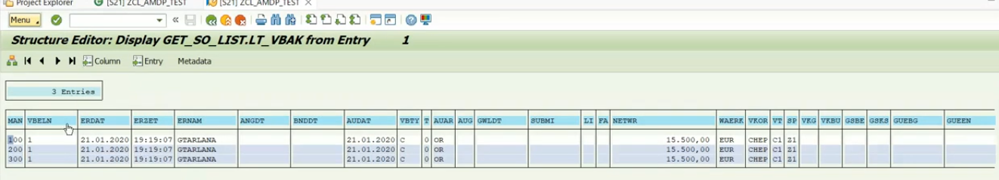 Project Explorer [S21] ZCL_AMDP_TEST [S21] ZCL_AMDP_TEST
Menu
Structure Editor: Display GET_SO_LIST.LT_VBAK from Entry 1
Column Entry Metadata
3 Entries
MAN VBELN ERDAT ERZET ERNAM ANGDT BNDDT AUDAT VBTY T AUAR AUG GWLDT SUBMI LI FA NETWR WAERK VKOR VT SP VKG VKBU GSBE GSKS GUEBG GUEEN
100 1 21.01.2020 19:19:07 GTARLANA 21.01.2020 C 0 OR 15.500,00 EUR CHEP C1 Z1
200 1 21.01.2020 19:19:07 GTARLANA 21.01.2020 C 0 OR 15.500,00 EUR CHEP C1 Z1
300 1 21.01.2020 19:19:07 GTARLANA 21.01.2020 C 0 OR 15.500,00 EUR CHEP C1 Z1